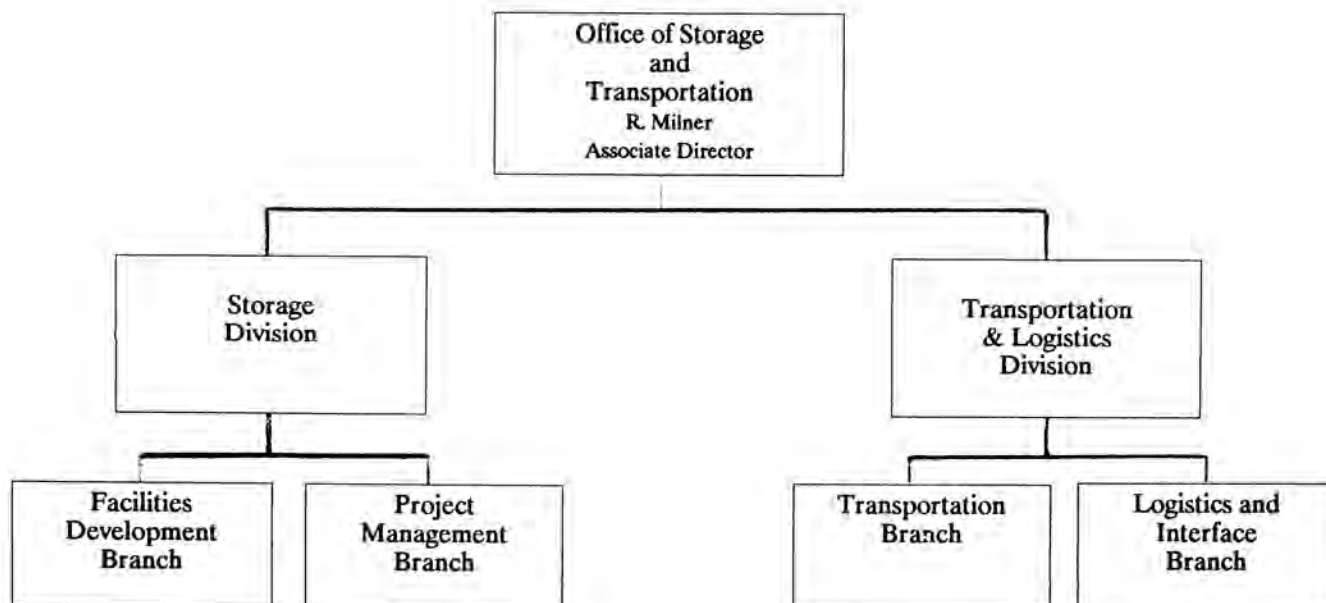 Office of Storage
and
Transportation
R. Milner
Associate Director
Storage
Division
Transportation
& Logistics
Division
Facilities
Development
Branch
Project
Management
Branch
Transportation
Branch
Logistics and
Interface
Branch